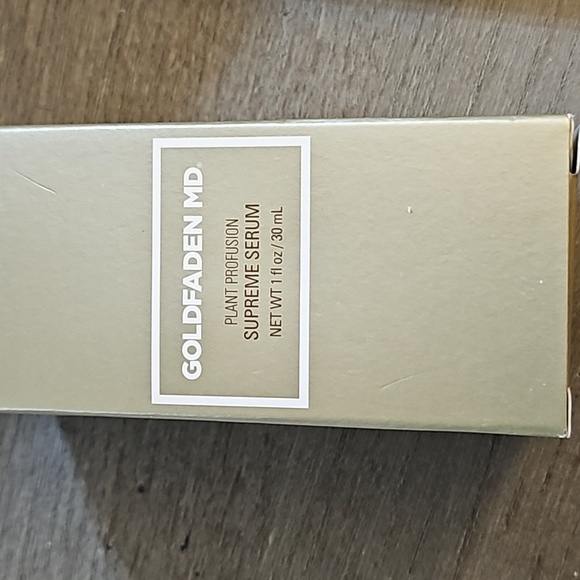 GOLDFADEN MD®
PLANT PROFUSION
SUPREME SERUM
NET WT 1 fl oz / 30 mL